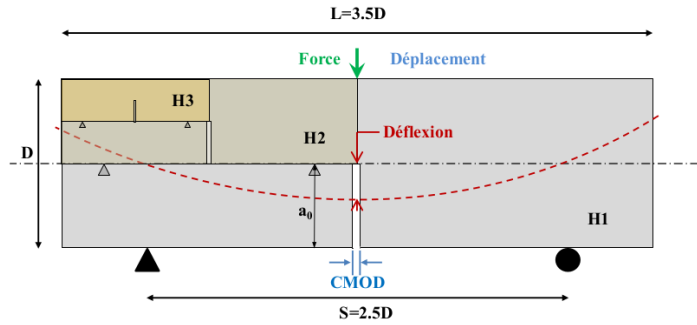 L=3.5D
Force Déplacement
H3
H2
Déflexion
D
a₀
H1
CMOD
S=2.5D